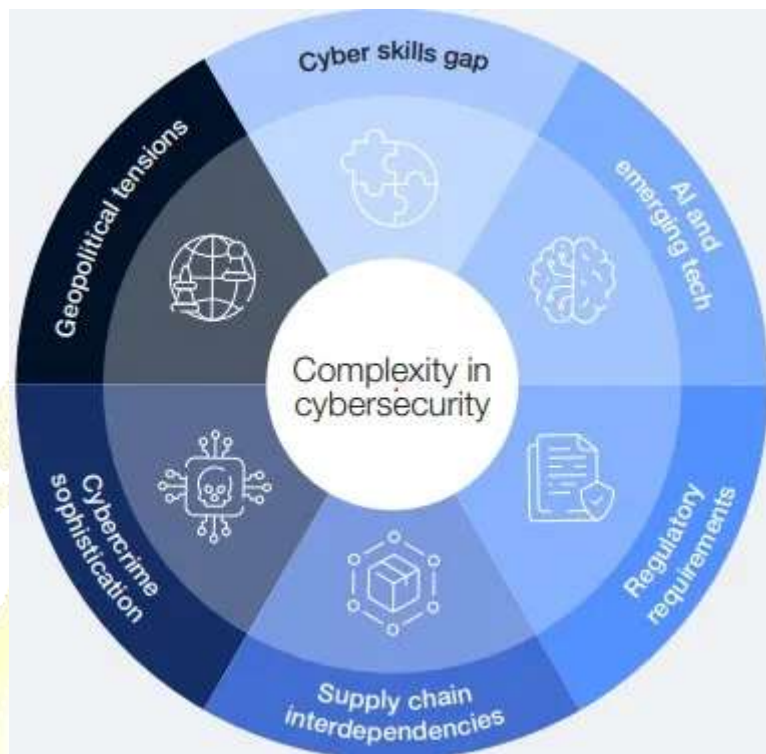 Cyber skills gap
AI and
emerging tech
Regulatory
requirements
Supply chain
interdependencies
Cybercrime
sophistication
Geopolitical tensions
Complexity in
cybersecurity